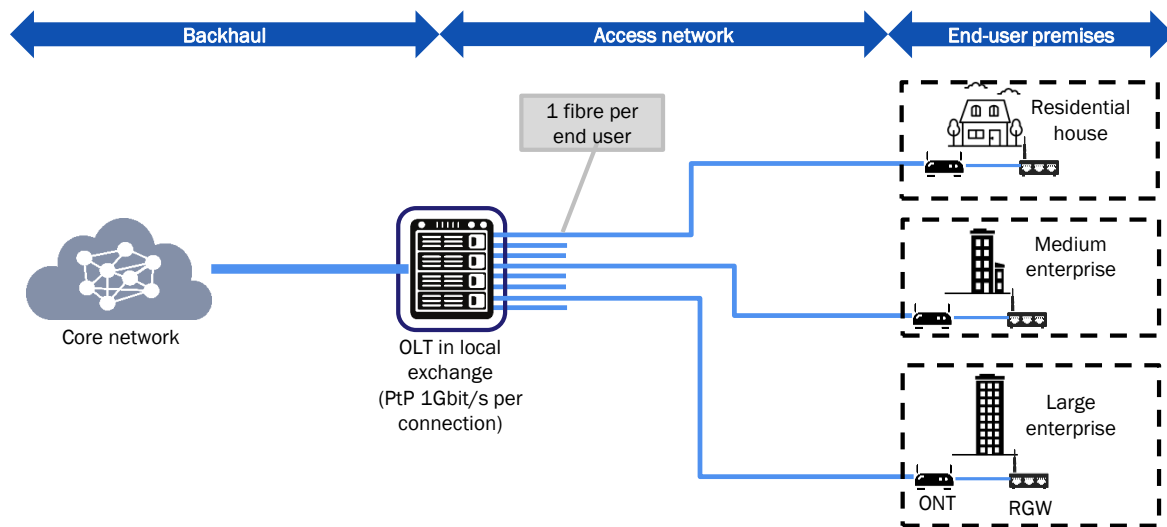 Backhaul
Access network
End-user premises
1 fibre per
end user
Residential
house
Medium
enterprise
Core network
OLT in local
exchange
(PtP 1Gbit/s per
connection)
Large
enterprise
ONT
RGW